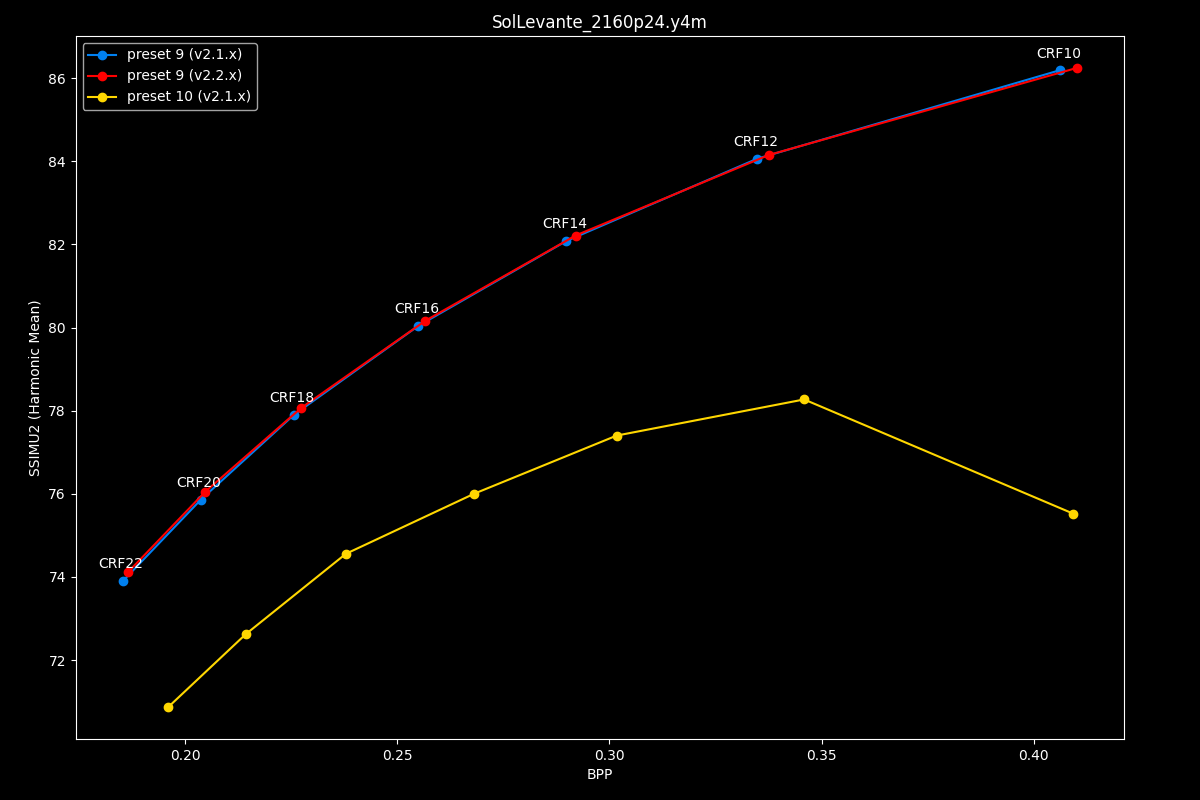 SolLevante_2160p24.y4m
preset 9 (v2.1.x)
preset 9 (v2.2.x)
preset 10 (v2.1.x)
CRF10
CRF12
CRF14
CRF16
CRF18
CRF20
CRF22
SSIMU2 (Harmonic Mean)
86
84
82
80
78
76
74
72
0.20
0.25
0.30
0.35
0.40
BPP